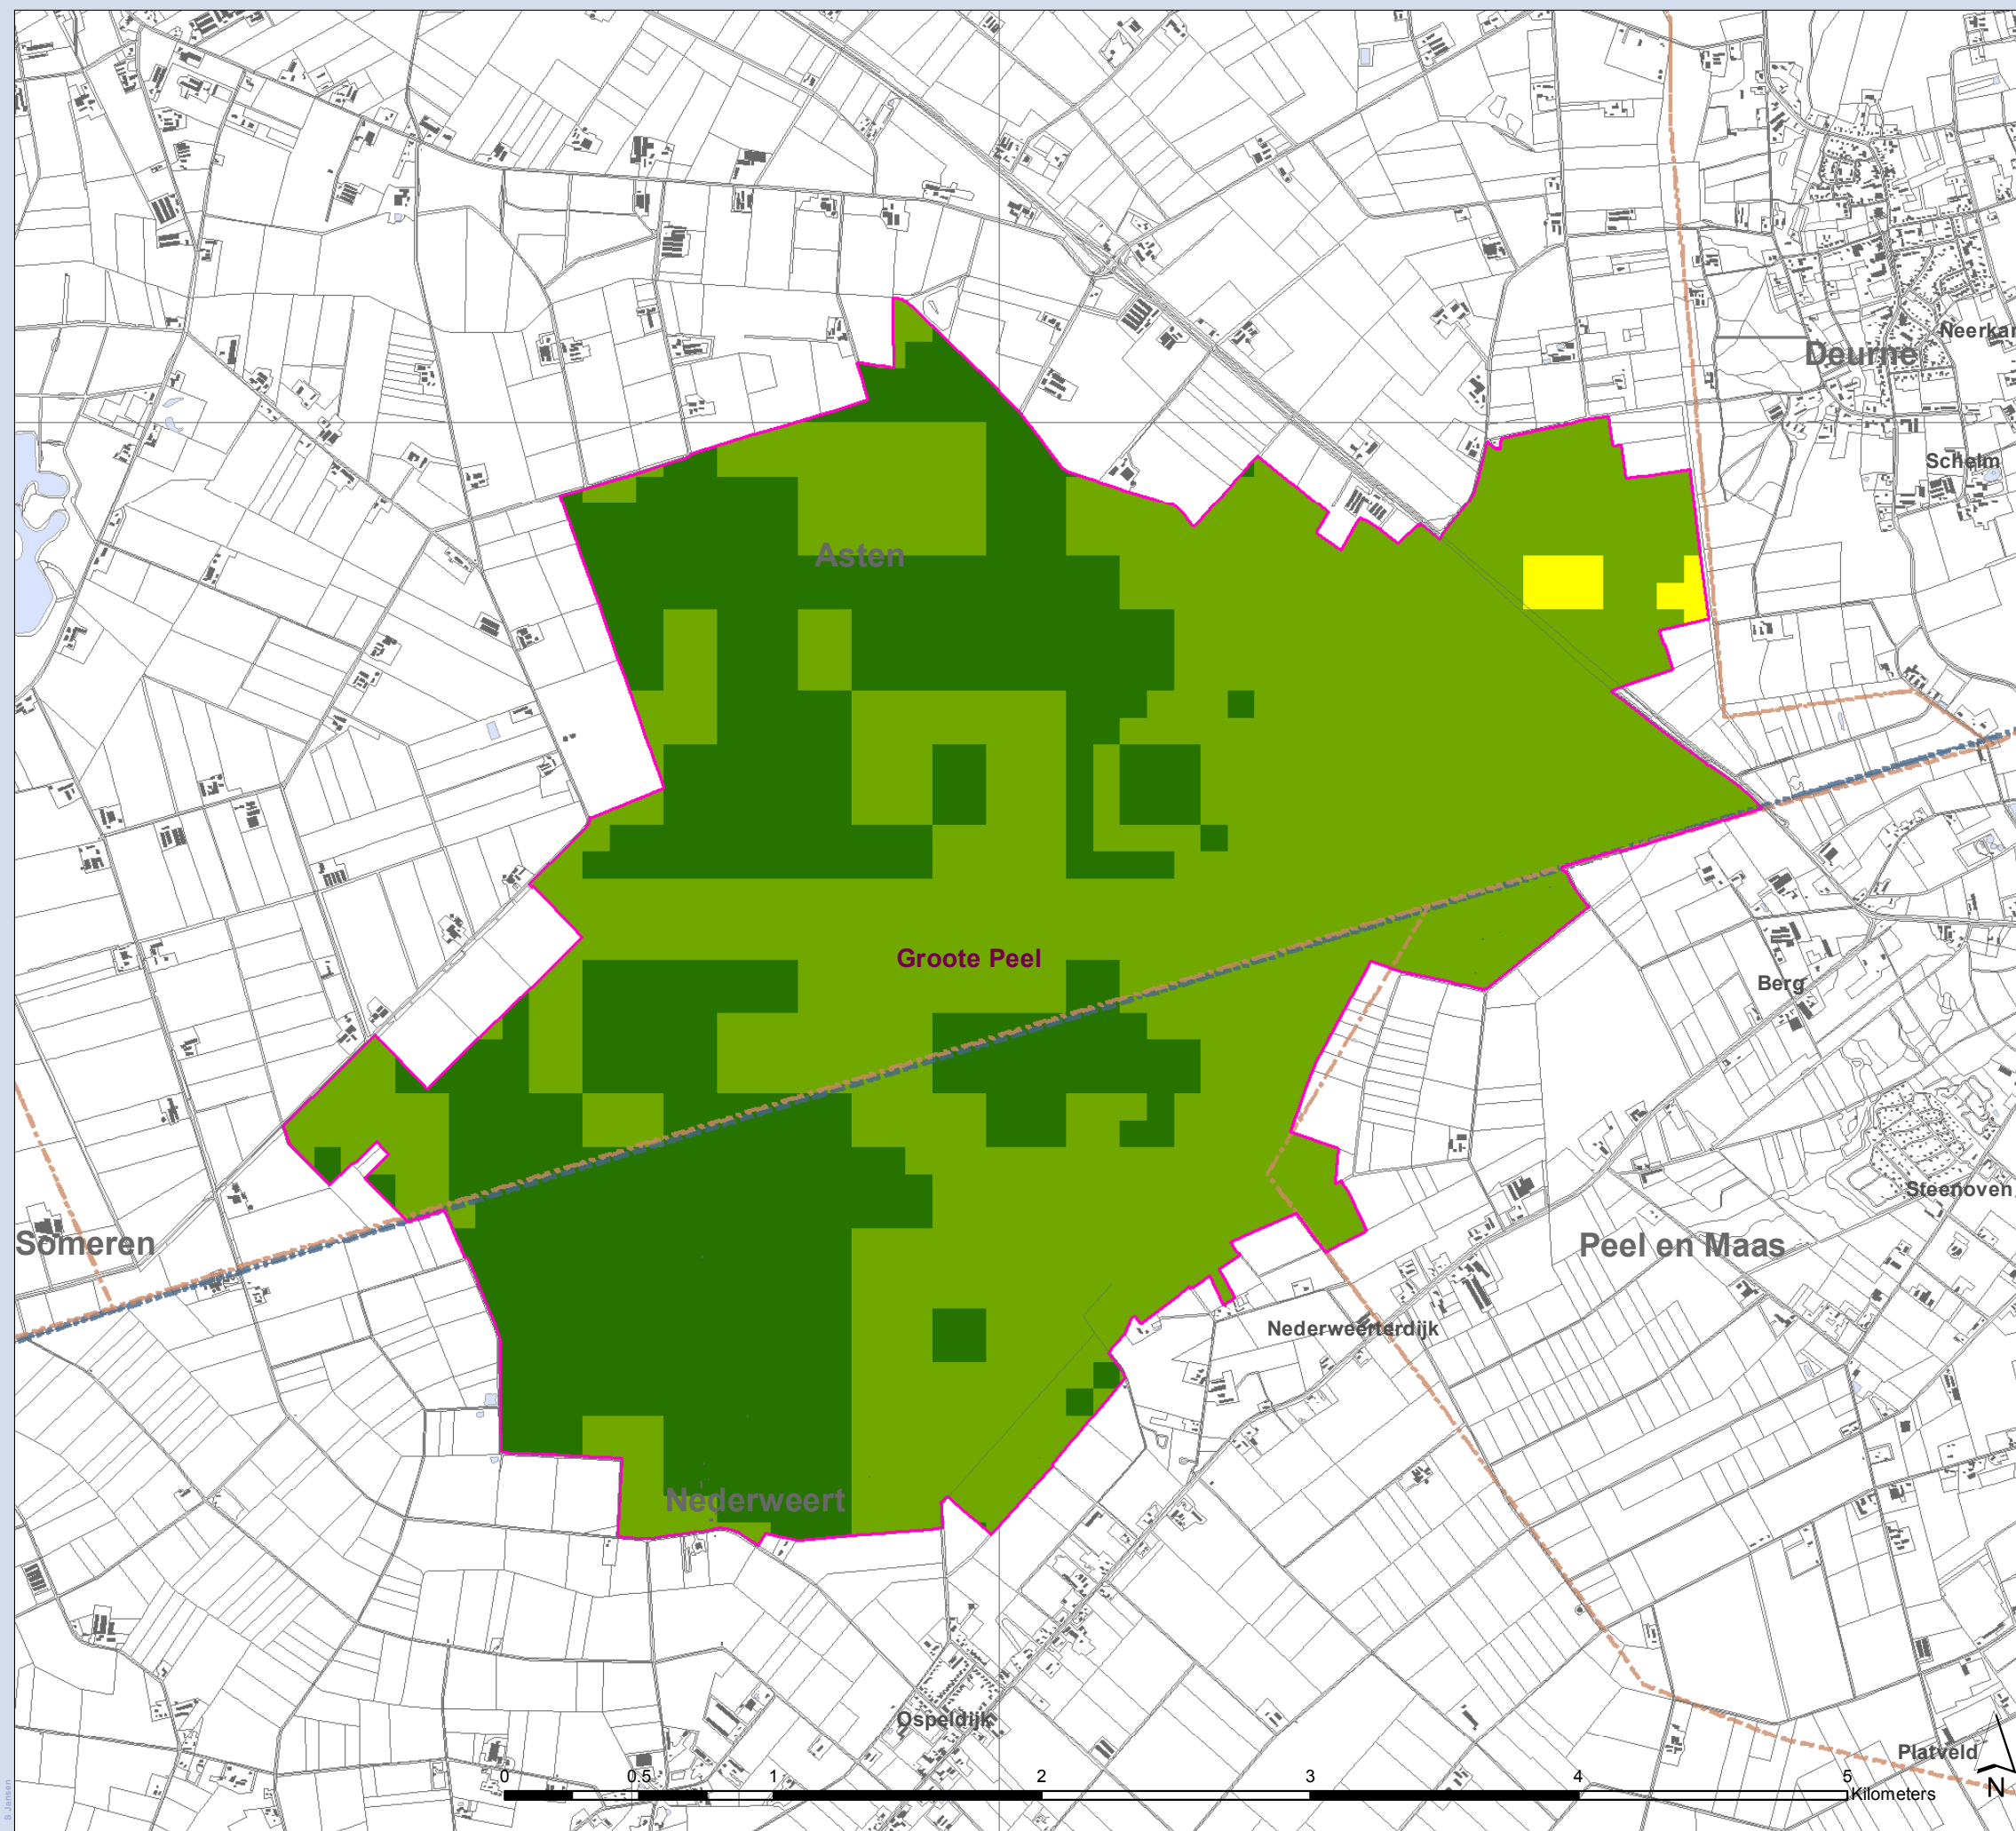 Neerkan
Deurne
Schelm
Asten
Groote Peel
Berg
Steenoven
Someren
Peel en Maas
Nederweerterdijk
Nederweert
Ospeldijk
Platveld
0 0.5 1 2 3 4 5
Kilometers
N
S Jansen